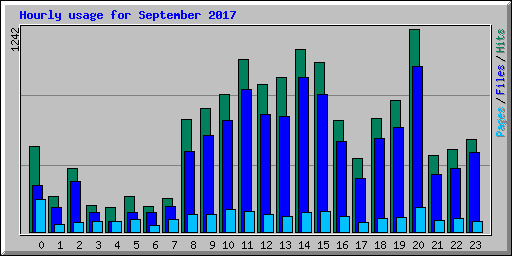 Hourly usage for September 2017
1242
Pages/Files/Hits
0 1 2 3 4 5 6 7 8 9 10 11 12 13 14 15 16 17 18 19 20 21 22 23